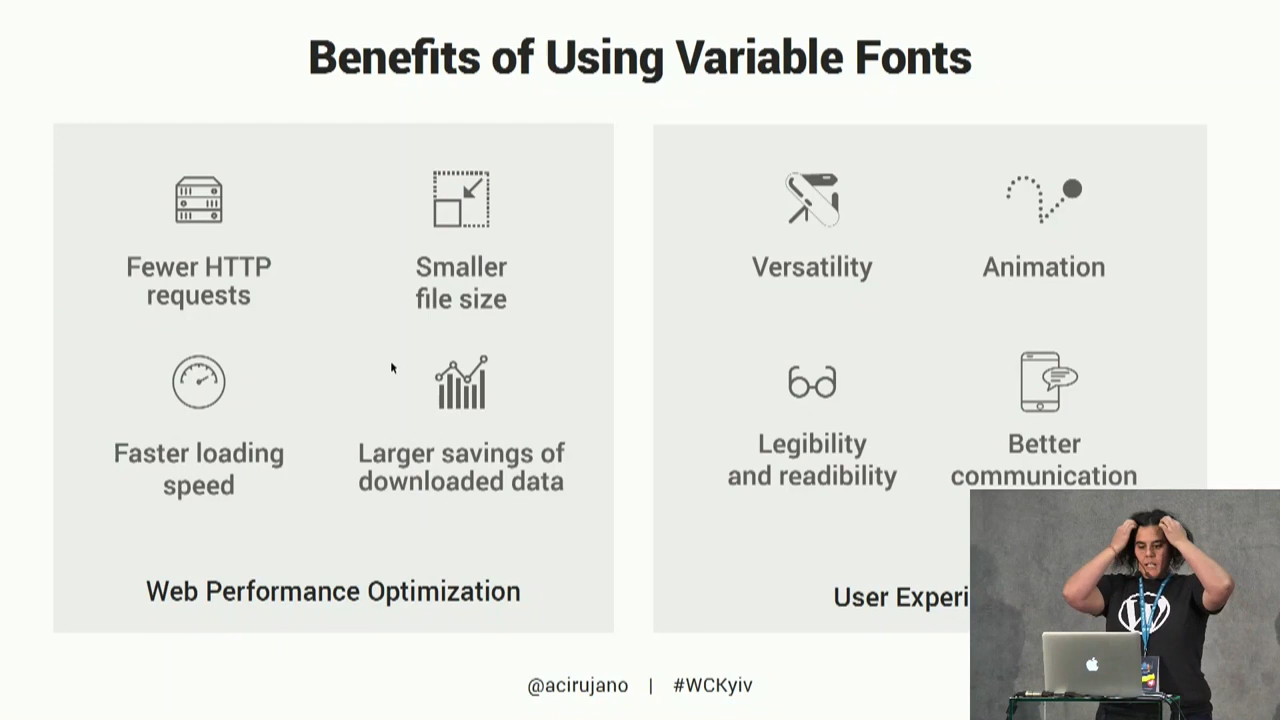 Benefits of Using Variable Fonts
Fewer HTTP
requests
Smaller
file size
Faster loading
speed
Larger savings of
downloaded data
Web Performance Optimization
Versatility
Animation
Legibility
and readibility
Better
communication
User Experi
@acirujano | #WCKyiv